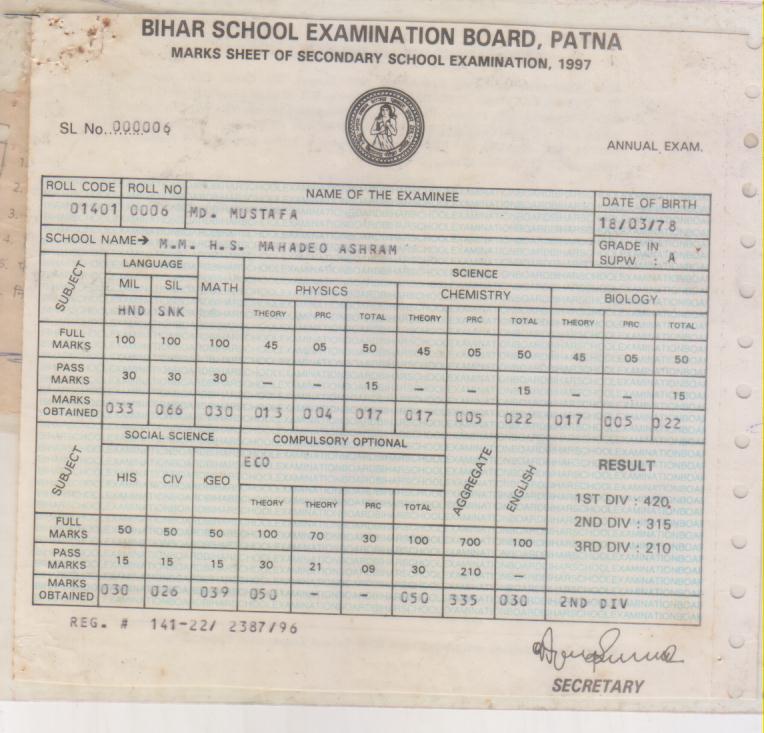 BIHAR SCHOOL EXAMINATION BOARD, PATNA
MARKS SHEET OF SECONDARY SCHOOL EXAMINATION, 1997
SL No. 000006
ANNUAL EXAM.
ROLL CODE ROLL NO NAME OF THE EXAMINEE DATE OF BIRTH
01401 0006 MD. MUSTAFA 18/03/78
SCHOOL NAME→ M.M. H.S. MAHADEO ASHRAM GRADE IN SUPW : A
SUBJECT LANGUAGE MATH SCIENCE
MIL SIL PHYSICS CHEMISTRY BIOLOGY
HND SNK THEORY PRC TOTAL THEORY PRC TOTAL THEORY PRC TOTAL
FULL MARKS 100 100 100 45 05 50 45 05 50 45 05 50
PASS MARKS 30 30 30 — — 15 — — 15 — — 15
MARKS OBTAINED 033 066 030 013 004 017 017 005 022 017 005 022
SUBJECT SOCIAL SCIENCE COMPULSORY OPTIONAL AGGREGATE ENGLISH RESULT
HIS CIV GEO ECO
THEORY THEORY PRC TOTAL
1ST DIV : 420
2ND DIV : 315
3RD DIV : 210
FULL MARKS 50 50 50 100 70 30 100 700 100
PASS MARKS 15 15 15 30 21 09 30 210 —
MARKS OBTAINED 030 026 039 050 — — 050 335 030 2ND DIV
REG. # 141-22/ 2387/96
SECRETARY